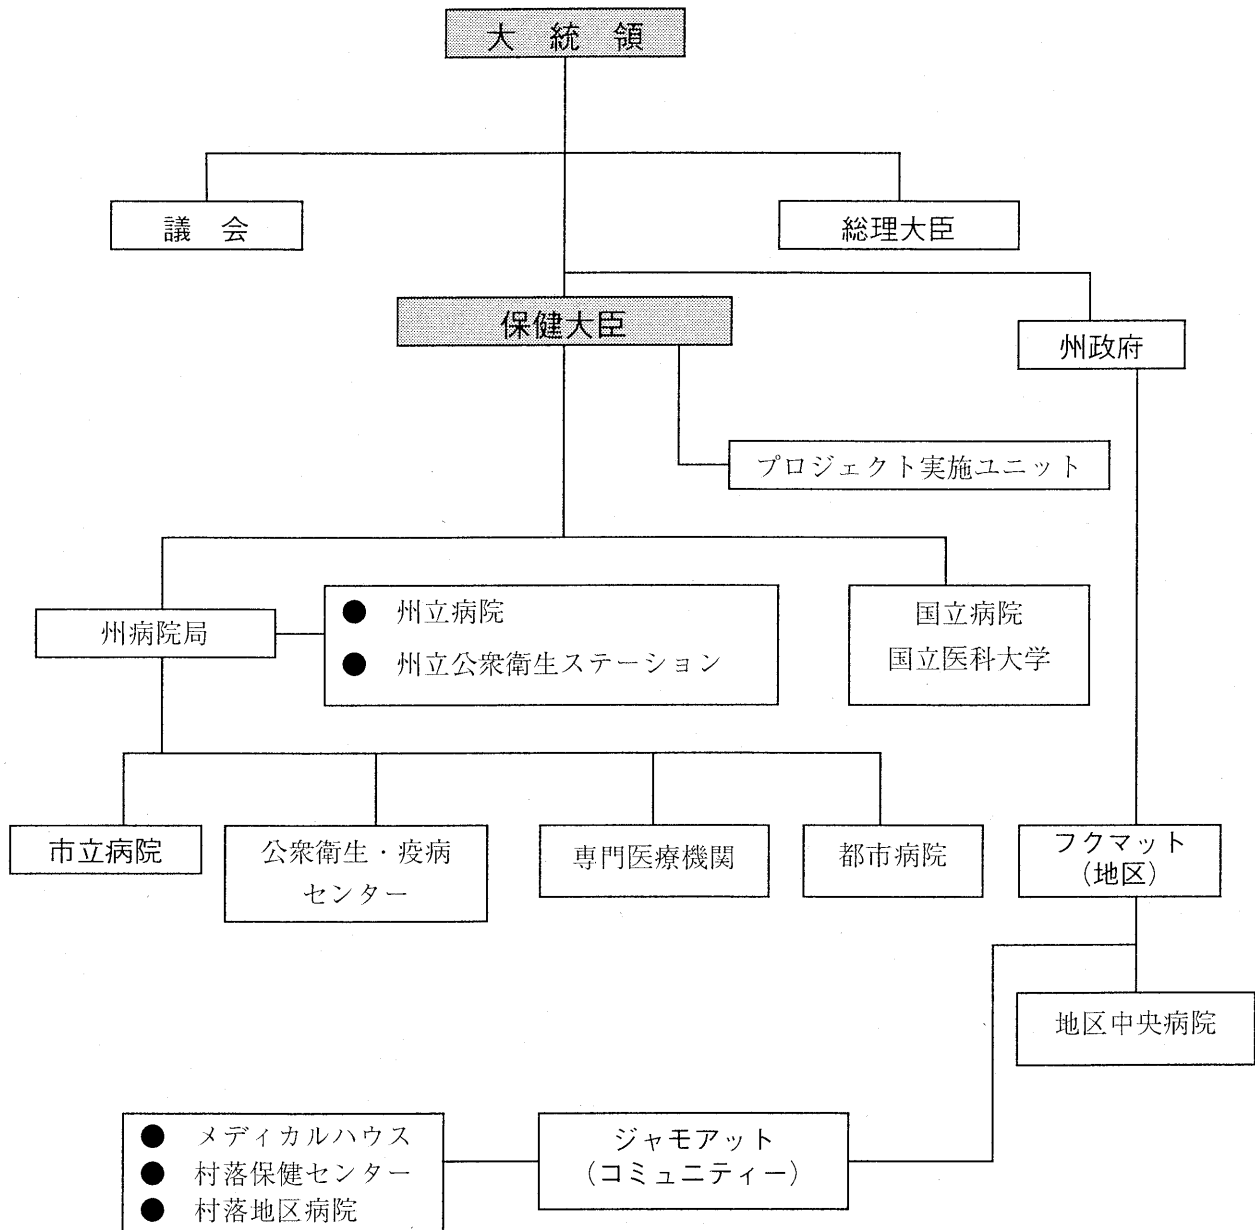 大 統 領
議 会
総理大臣
保健大臣
州政府
プロジェクト実施ユニット
州病院局
● 州立病院
● 州立公衆衛生ステーション
国立病院
国立医科大学
市立病院
公衆衛生・疫病
センター
専門医療機関
都市病院
フクマット
(地区)
地区中央病院
● メディカルハウス
● 村落保健センター
● 村落地区病院
ジャモアット
(コミュニティー)